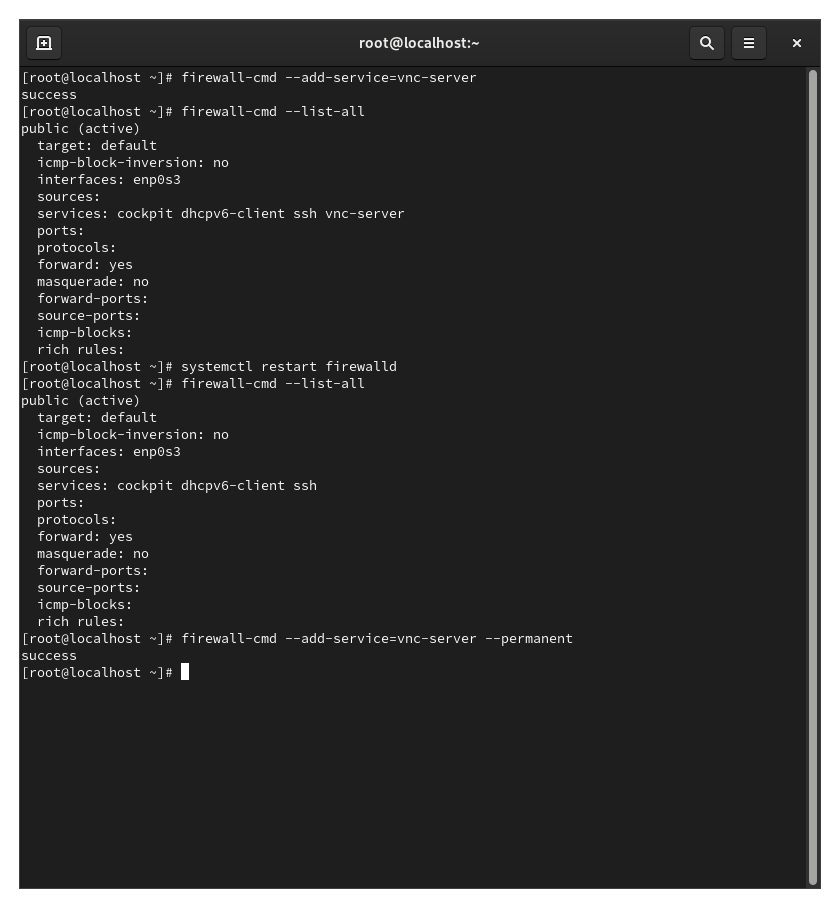 root@localhost:~
[root@localhost ~]# firewall-cmd --add-service=vnc-server
success
[root@localhost ~]# firewall-cmd --list-all
public (active)
  target: default
  icmp-block-inversion: no
  interfaces: enp0s3
  sources:
  services: cockpit dhcpv6-client ssh vnc-server
  ports:
  protocols:
  forward: yes
  masquerade: no
  forward-ports:
  source-ports:
  icmp-blocks:
  rich rules:
[root@localhost ~]# systemctl restart firewalld
[root@localhost ~]# firewall-cmd --list-all
public (active)
  target: default
  icmp-block-inversion: no
  interfaces: enp0s3
  sources:
  services: cockpit dhcpv6-client ssh
  ports:
  protocols:
  forward: yes
  masquerade: no
  forward-ports:
  source-ports:
  icmp-blocks:
  rich rules:
[root@localhost ~]# firewall-cmd --add-service=vnc-server --permanent
success
[root@localhost ~]#